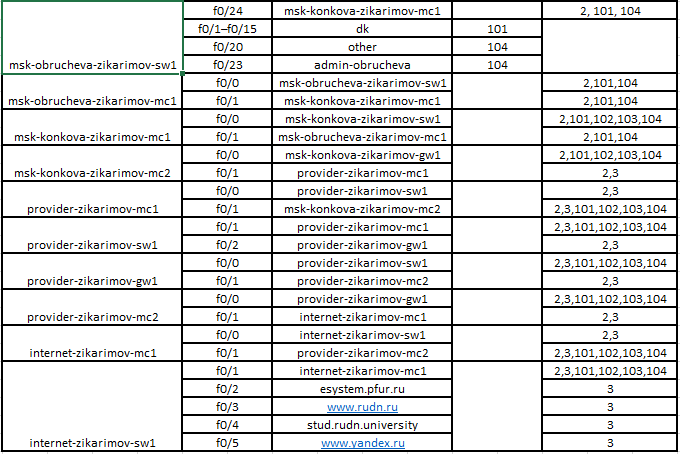 f0/24 msk-konkova-zikarimov-mc1 2, 101, 104
f0/1–f0/15 dk 101
f0/20 other 104
msk-obrucheva-zikarimov-sw1 f0/23 admin-obrucheva 104
f0/0 msk-obrucheva-zikarimov-sw1 2,101,104
msk-obrucheva-zikarimov-mc1 f0/1 msk-konkova-zikarimov-mc1 2,101,104
f0/0 msk-konkova-zikarimov-sw1 2,101,102,103,104
msk-konkova-zikarimov-mc1 f0/1 msk-obrucheva-zikarimov-mc1 2,101,104
f0/0 msk-konkova-zikarimov-gw1 2,101,102,103,104
msk-konkova-zikarimov-mc2 f0/1 provider-zikarimov-mc1 2,3
f0/0 provider-zikarimov-sw1 2,3
provider-zikarimov-mc1 f0/1 msk-konkova-zikarimov-mc2 2,3,101,102,103,104
f0/1 provider-zikarimov-mc1 2,3,101,102,103,104
provider-zikarimov-sw1 f0/2 provider-zikarimov-gw1 2,3
f0/0 provider-zikarimov-sw1 2,3,101,102,103,104
provider-zikarimov-gw1 f0/1 provider-zikarimov-mc2 2,3
f0/0 provider-zikarimov-gw1 2,3,101,102,103,104
provider-zikarimov-mc2 f0/1 internet-zikarimov-mc1 2,3
f0/0 internet-zikarimov-sw1 2,3
internet-zikarimov-mc1 f0/1 provider-zikarimov-mc2 2,3,101,102,103,104
f0/1 internet-zikarimov-mc1 2,3,101,102,103,104
f0/2 esystem.pfur.ru 3
f0/3 www.rudn.ru 3
f0/4 stud.rudn.university 3
internet-zikarimov-sw1 f0/5 www.yandex.ru 3